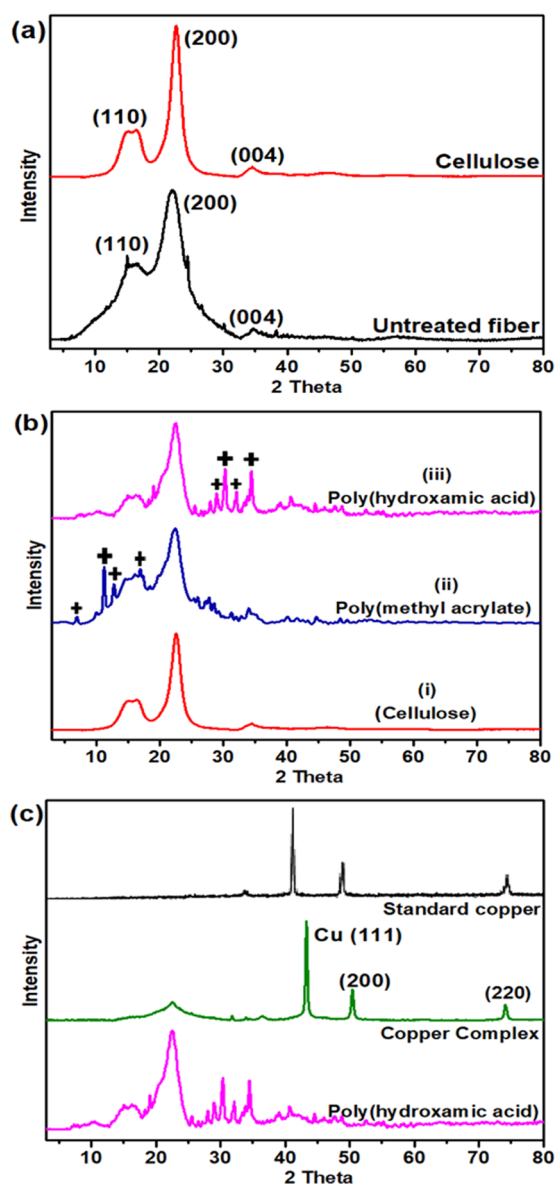 (a)
(200)
(110)
(004)
Cellulose
(200)
(110)
(004)
Untreated fiber
Intensity
10 20 30 40 50 60 70 80
2 Theta
(b)
+ + + +
(iii)
Poly(hydroxamic acid)
+ + + +
(ii)
Poly(methyl acrylate)
(i)
(Cellulose)
Intensity
10 20 30 40 50 60 70 80
2 Theta
(c)
Standard copper
Cu (111)
(200)
(220)
Copper Complex
Poly(hydroxamic acid)
Intensity
10 20 30 40 50 60 70 80
2 Theta